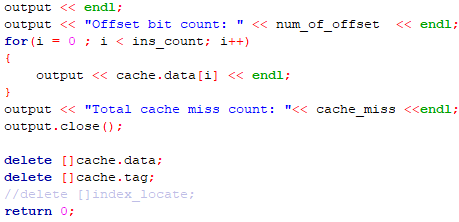 output << endl;
output << "Offset bit count: " << num_of_offset  << endl;
for(i = 0 ; i < ins_count; i++)
{
    output << cache.data[i] << endl;
}
output << "Total cache miss count: "<< cache_miss <<endl;
output.close();

delete []cache.data;
delete []cache.tag;
//delete []index_locate;
return 0;